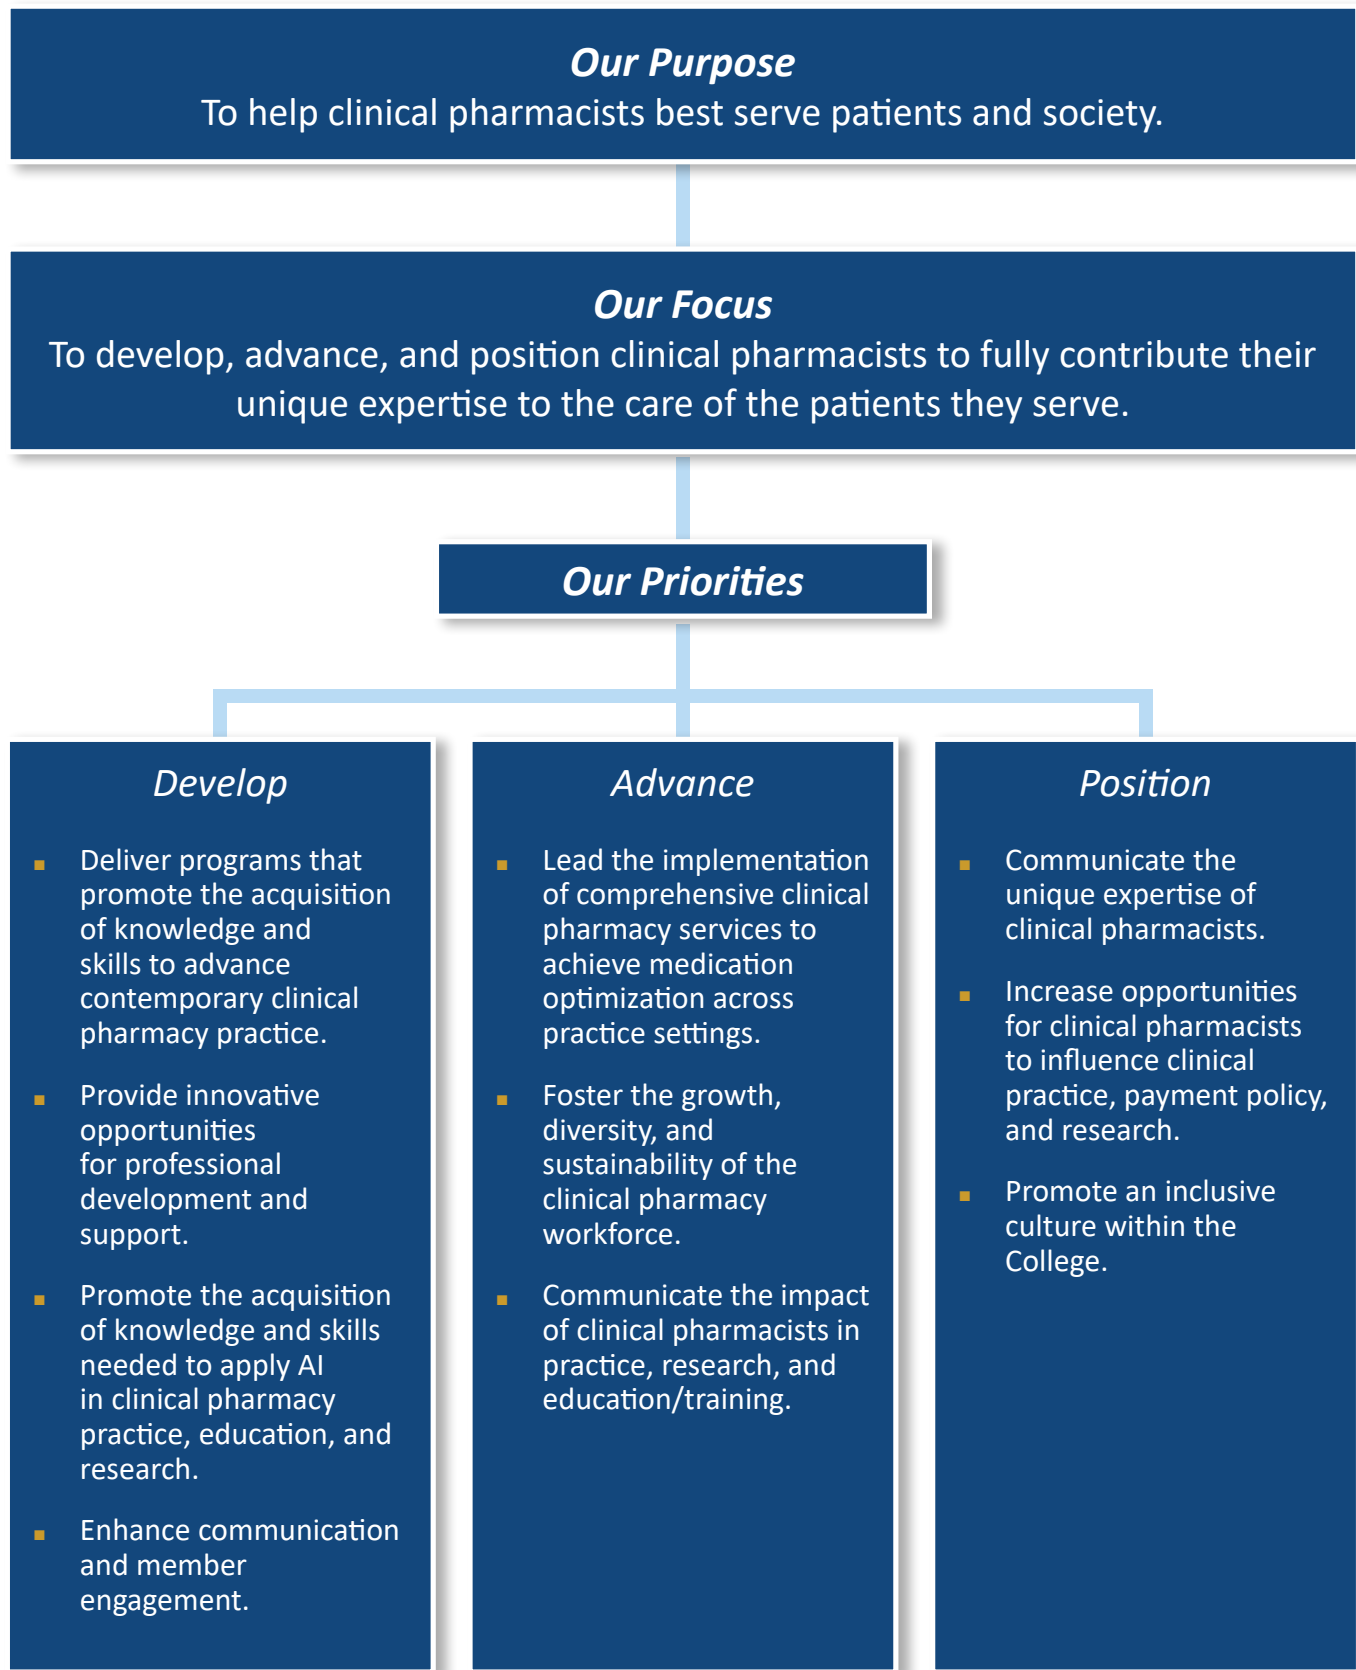 Our Purpose
To help clinical pharmacists best serve patients and society.
Our Focus
To develop, advance, and position clinical pharmacists to fully contribute their
unique expertise to the care of the patients they serve.
Our Priorities
Develop
■ Deliver programs that
promote the acquisition
of knowledge and
skills to advance
contemporary clinical
pharmacy practice.
■ Provide innovative
opportunities
for professional
development and
support.
■ Promote the acquisition
of knowledge and skills
needed to apply AI
in clinical pharmacy
practice, education, and
research.
■ Enhance communication
and member
engagement.
Advance
■ Lead the implementation
of comprehensive clinical
pharmacy services to
achieve medication
optimization across
practice settings.
■ Foster the growth,
diversity, and
sustainability of the
clinical pharmacy
workforce.
■ Communicate the impact
of clinical pharmacists in
practice, research, and
education/training.
Position
■ Communicate the
unique expertise of
clinical pharmacists.
■ Increase opportunities
for clinical pharmacists
to influence clinical
practice, payment policy,
and research.
■ Promote an inclusive
culture within the
College.